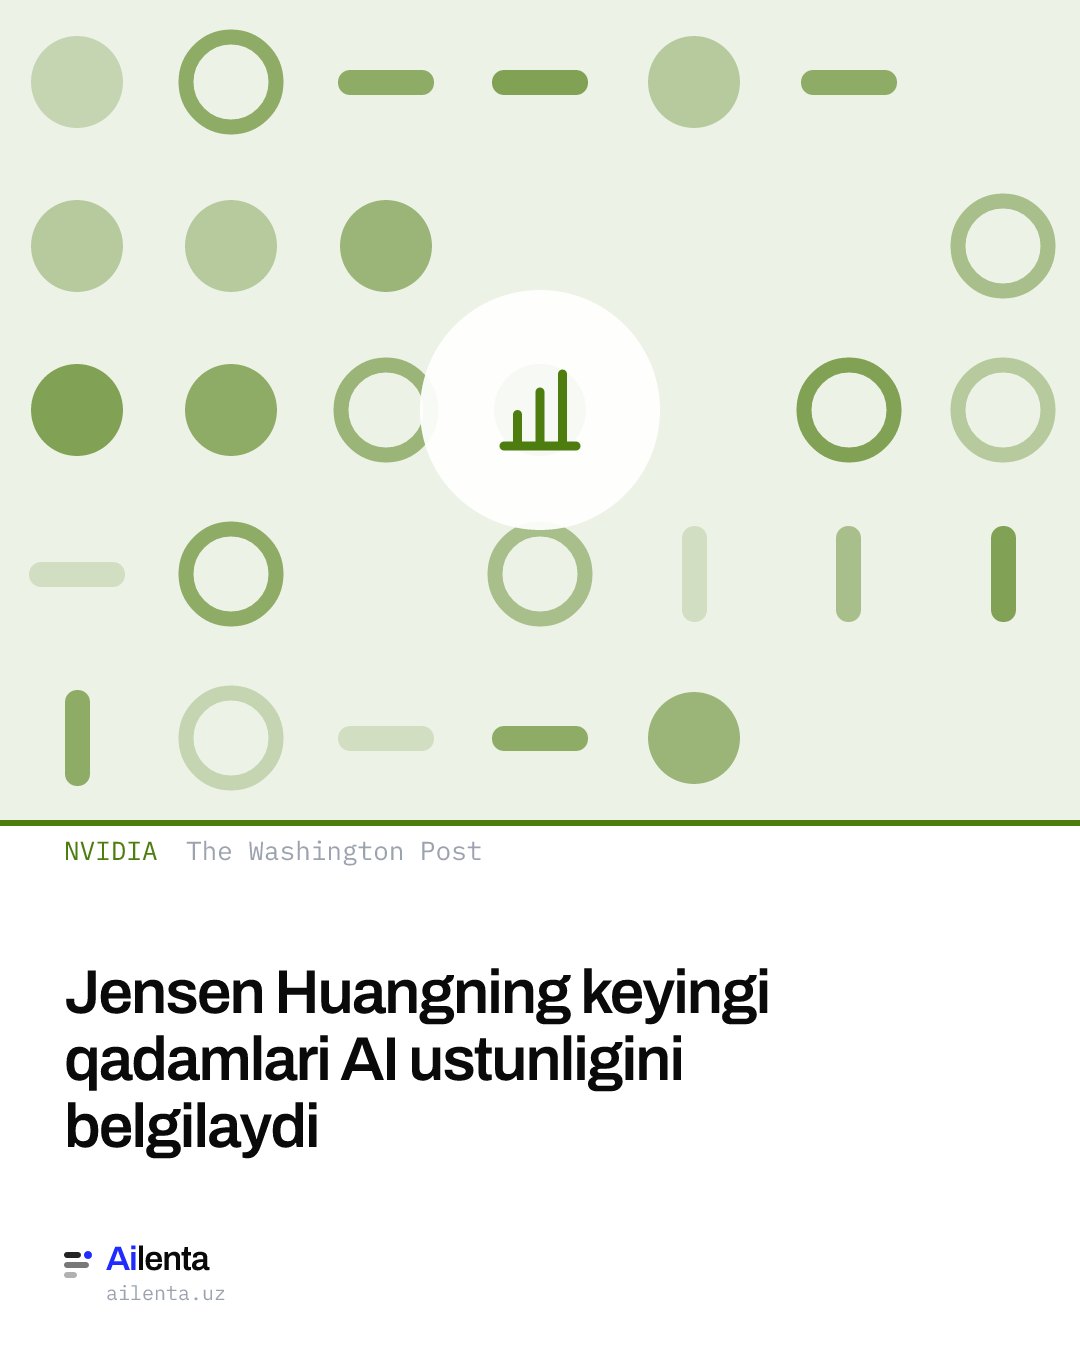 NVIDIA The Washington Post
Jensen Huangning keyingi
qadamlari AI ustunligini
belgilaydi
Ailenta
ailenta.uz